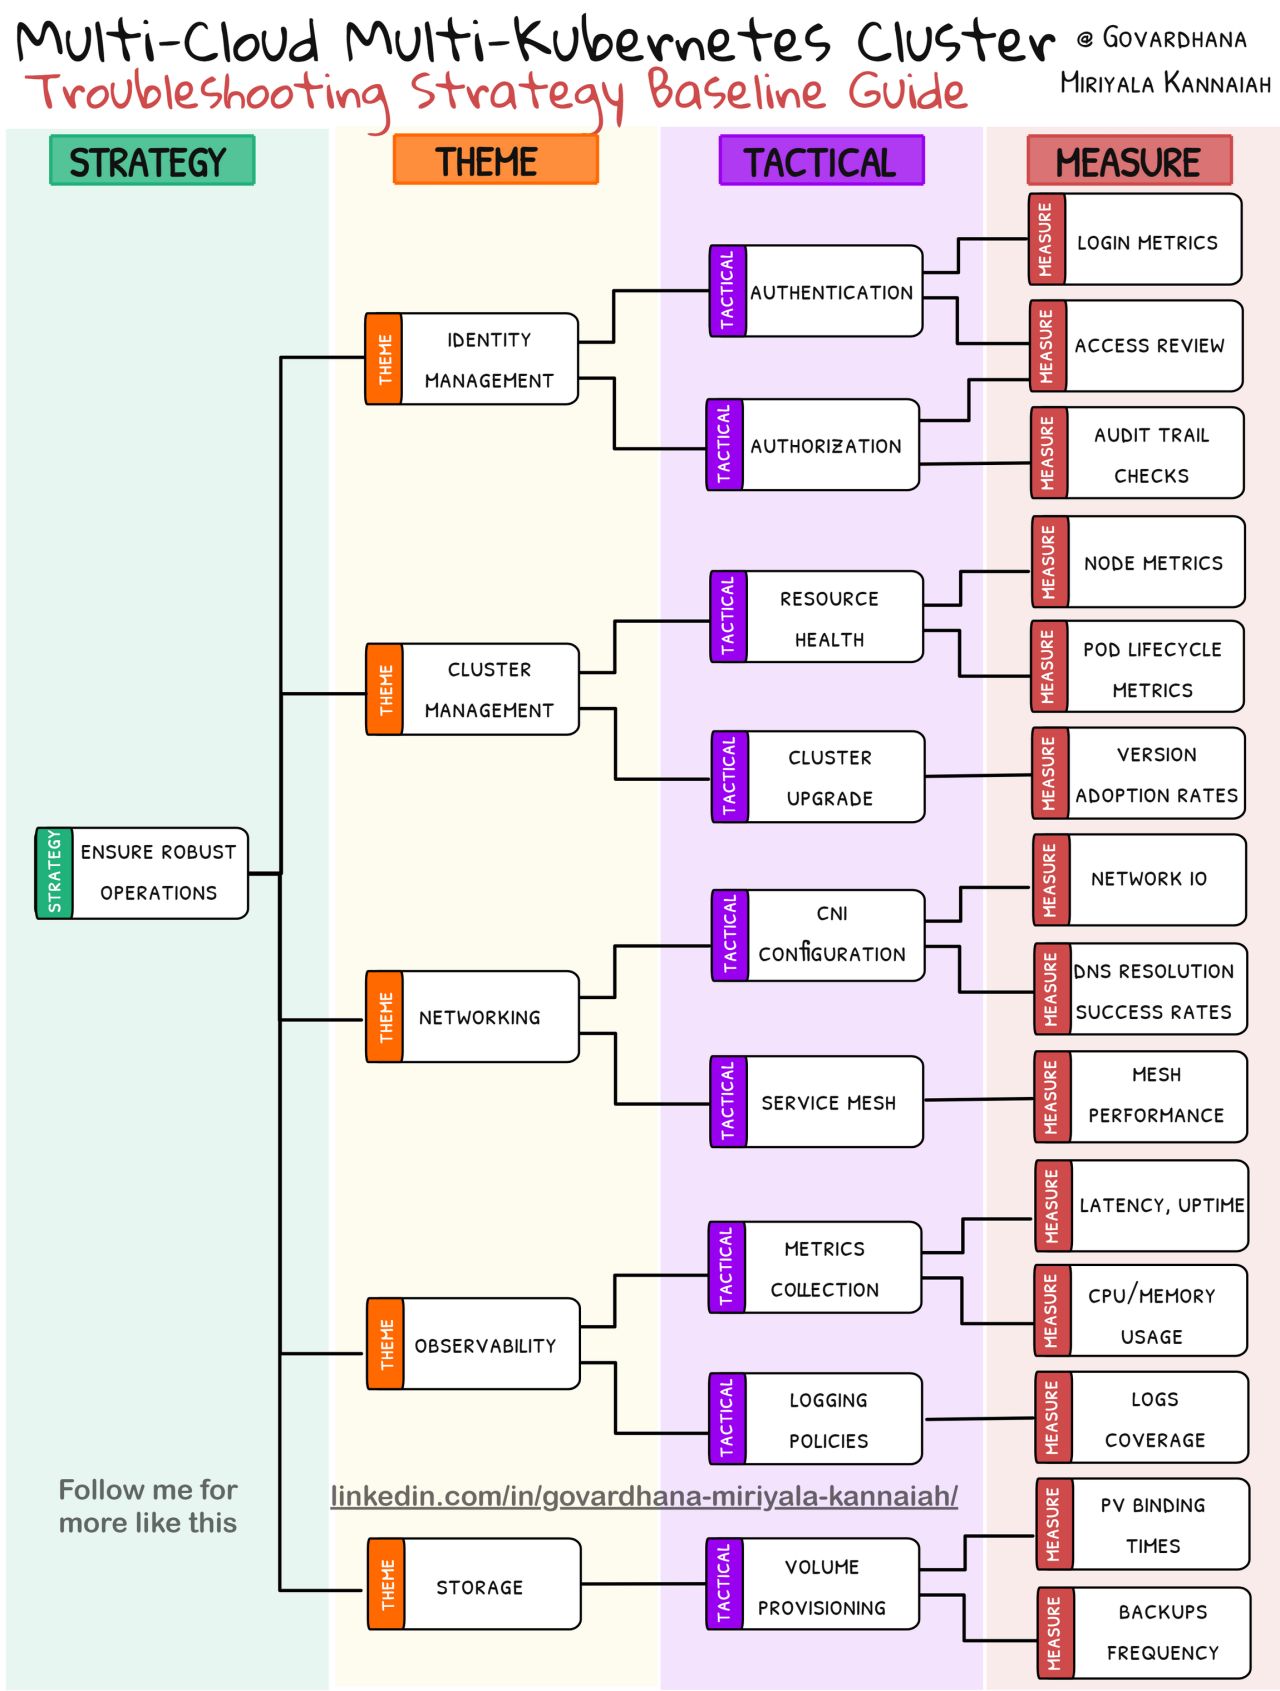 Multi-Cloud Multi-Kubernetes Cluster
@ Govardhana
Miriyala Kannaiah
Troubleshooting Strategy Baseline Guide
STRATEGY
THEME
TACTICAL
MEASURE
STRATEGY
ENSURE ROBUST
OPERATIONS
THEME
IDENTITY
MANAGEMENT
TACTICAL
AUTHENTICATION
MEASURE
LOGIN METRICS
MEASURE
ACCESS REVIEW
TACTICAL
AUTHORIZATION
MEASURE
AUDIT TRAIL
CHECKS
THEME
CLUSTER
MANAGEMENT
TACTICAL
RESOURCE
HEALTH
MEASURE
NODE METRICS
MEASURE
POD LIFECYCLE
METRICS
TACTICAL
CLUSTER
UPGRADE
MEASURE
VERSION
ADOPTION RATES
THEME
NETWORKING
TACTICAL
CNI
CONfiGURATION
MEASURE
NETWORK IO
MEASURE
DNS RESOLUTION
SUCCESS RATES
TACTICAL
SERVICE MESH
MEASURE
MESH
PERFORMANCE
THEME
OBSERVABILITY
TACTICAL
METRICS
COLLECTION
MEASURE
LATENCY, UPTIME
MEASURE
CPU/MEMORY
USAGE
TACTICAL
LOGGING
POLICIES
MEASURE
LOGS
COVERAGE
THEME
STORAGE
TACTICAL
VOLUME
PROVISIONING
MEASURE
PV BINDING
TIMES
MEASURE
BACKUPS
FREQUENCY
Follow me for
more like this
linkedin.com/in/govardhana-miriyala-kannaiah/